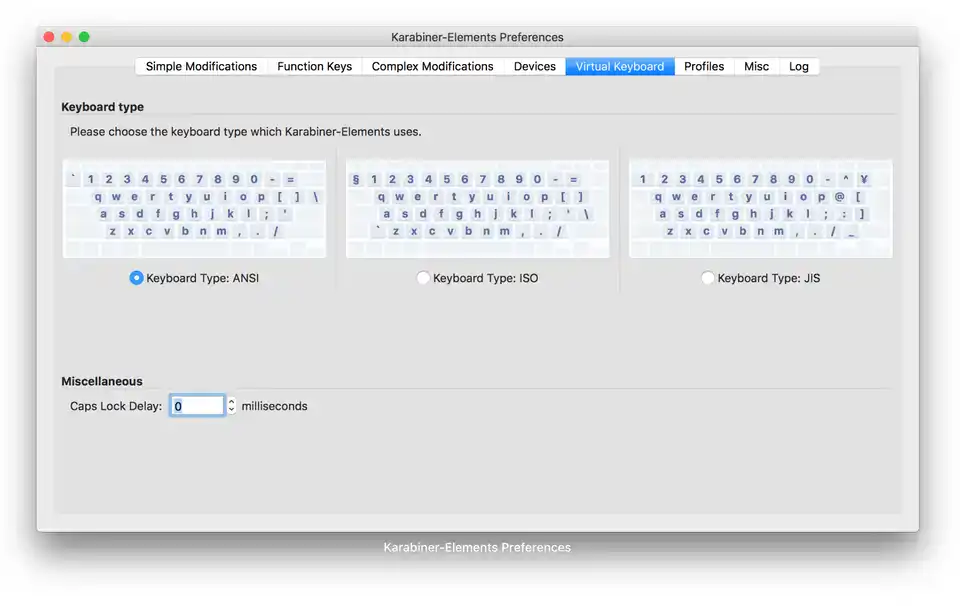 Karabiner-Elements Preferences
Simple Modifications Function Keys Complex Modifications Devices Virtual Keyboard Profiles Misc Log
Keyboard type
Please choose the keyboard type which Karabiner-Elements uses.
` 1 2 3 4 5 6 7 8 9 0 - =
q w e r t y u i o p [ ] \
a s d f g h j k l ; '
z x c v b n m , . /
Keyboard Type: ANSI
§ 1 2 3 4 5 6 7 8 9 0 - =
q w e r t y u i o p [ ]
a s d f g h j k l ; ' \
` z x c v b n m , . /
Keyboard Type: ISO
1 2 3 4 5 6 7 8 9 0 - ^ ¥
q w e r t y u i o p @ [
a s d f g h j k l ; : ]
z x c v b n m , . / _
Keyboard Type: JIS
Miscellaneous
Caps Lock Delay: 0 milliseconds
Karabiner-Elements Preferences